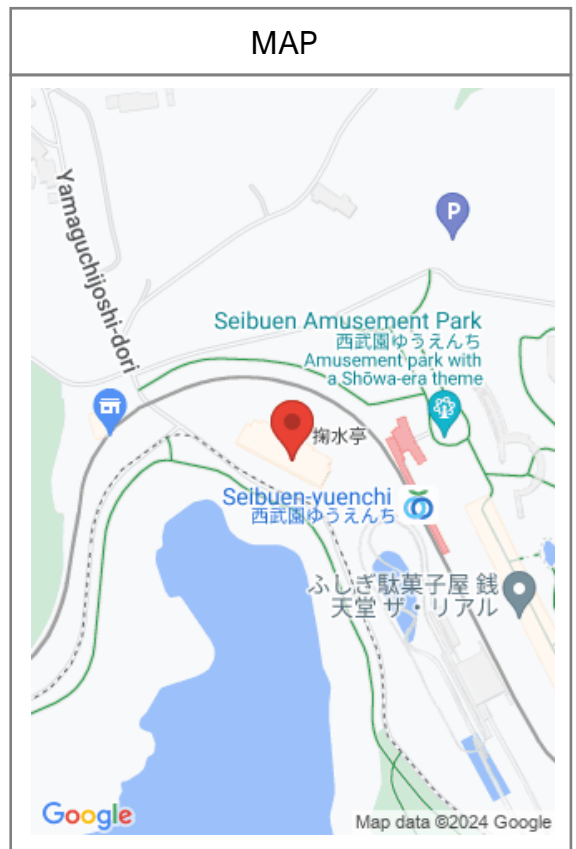 MAP
Yamaguchijoshi-dori
P
Seibuen Amusement Park
西武園ゆうえんち
Amusement park with
a Shōwa-era theme
掬水亭
Seibuen-yuenchi
西武園ゆうえんち
ふしぎ駄菓子屋 銭
天堂 ザ・リアル
Google
Map data ©2024 Google